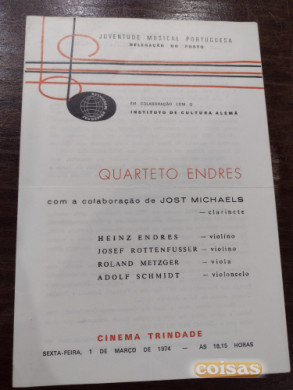 JUVENTUDE MUSICAL PORTUGUESA
DELEGAÇÃO DO PORTO
EM COLABORAÇÃO COM O
INSTITUTO DE CULTURA ALEMÃ
QUARTETO ENDRES
com a colaboração de JOST MICHAELS
— clarinete
HEINZ ENDRES — violino
JOSEF ROTTENFUSSER — violino
ROLAND METZGER — viola
ADOLF SCHMIDT — violoncelo
CINEMA TRINDADE
SEXTA-FEIRA, 1 DE MARÇO DE 1974 — ÀS 18,15 HORAS
coisas